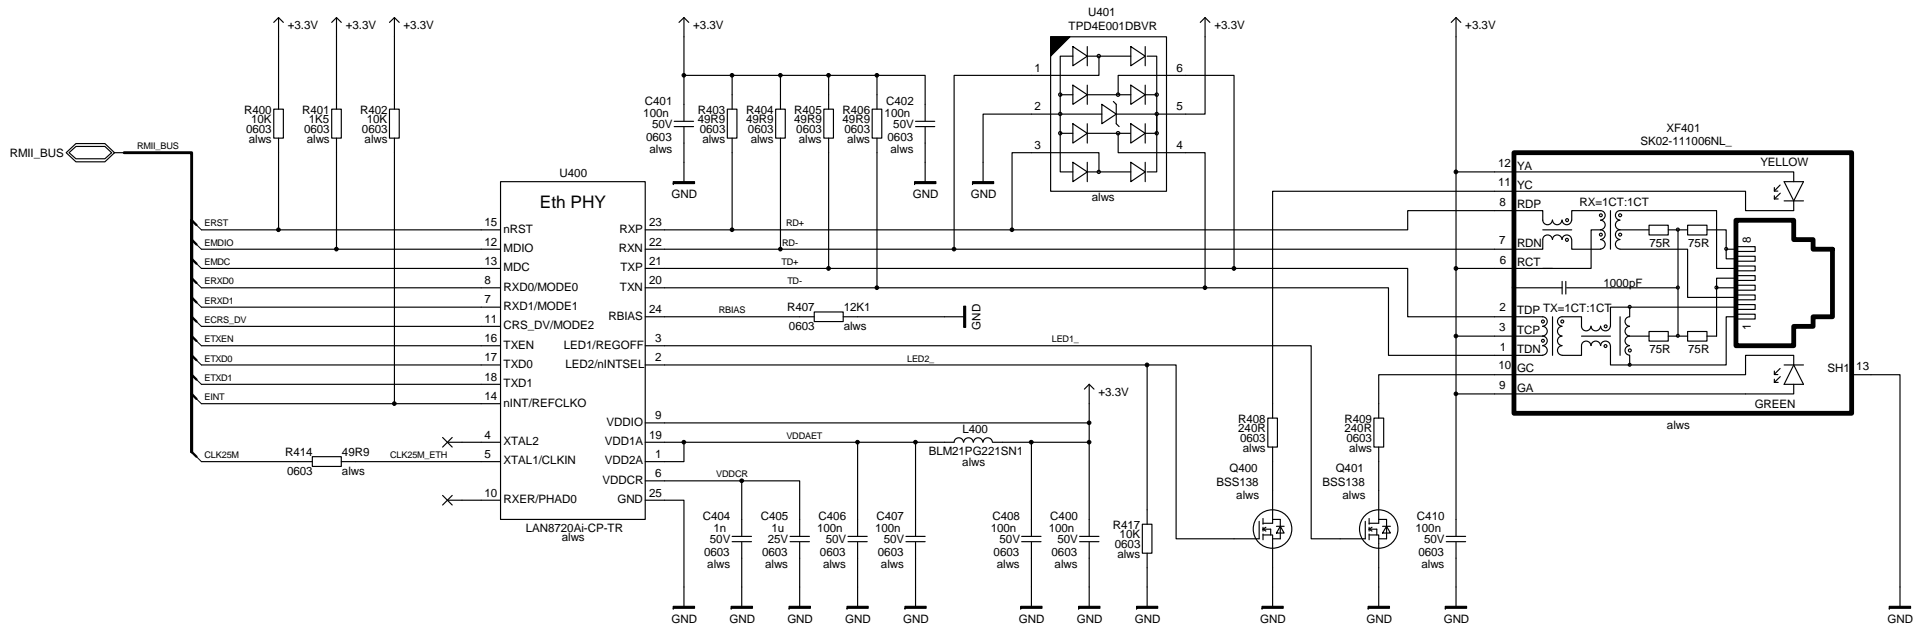 +3.3V +3.3V +3.3V +3.3V +3.3V +3.3V
U401
TPD4E001DBVR
1 6
2 5
3 4
alws
GND
R400
10K
0603
alws
R401
1K5
0603
alws
R402
10K
0603
alws
C401
100n
50V
0603
alws
GND
R403
49R9
0603
alws
R404
49R9
0603
alws
R405
49R9
0603
alws
R406
49R9
0603
alws
C402
100n
50V
0603
alws
GND
RMII_BUS
RMII_BUS
U400
Eth PHY
ERST 15 nRST
EMDIO 12 MDIO
EMDC 13 MDC
ERXD0 8 RXD0/MODE0
ERXD1 7 RXD1/MODE1
ECRS_DV 11 CRS_DV/MODE2
ETXEN 16 TXEN
ETXD0 17 TXD0
ETXD1 18 TXD1
EINT 14 nINT/REFCLKO
4 XTAL2
CLK25M
R414
0603
49R9
alws
CLK25M_ETH 5 XTAL1/CLKIN
10 RXER/PHAD0
RXP 23 RD+
RXN 22 RD-
TXP 21 TD+
TXN 20 TD-
RBIAS 24 RBIAS
R407
0603
12K1
alws
GND
LED1/REGOFF 3 LED1_
LED2/nINTSEL 2 LED2_
VDDIO 9
VDD1A 19 VDDAET
VDD2A 1
VDDCR 6 VDDCR
GND 25
LAN8720Ai-CP-TR
alws
+3.3V
L400
BLM21PG221SN1
alws
C404
1n
50V
0603
alws
C405
1u
25V
0603
alws
C406
100n
50V
0603
alws
C407
100n
50V
0603
alws
C408
100n
50V
0603
alws
C400
100n
50V
0603
alws
R417
10K
0603
alws
R408
240R
0603
alws
Q400
BSS138
alws
R409
240R
0603
alws
Q401
BSS138
alws
C410
100n
50V
0603
alws
XF401
SK02-111006NL_
12 YA YELLOW
11 YC
8 RDP RX=1CT:1CT
7 RDN 75R 75R
6 RCT
1000pF
2 TDP TX=1CT:1CT
3 TCP
1 TDN 75R 75R
10 GC
9 GA GREEN
8
1
SH1 13
alws
GND GND GND GND GND GND GND GND GND GND GND GND